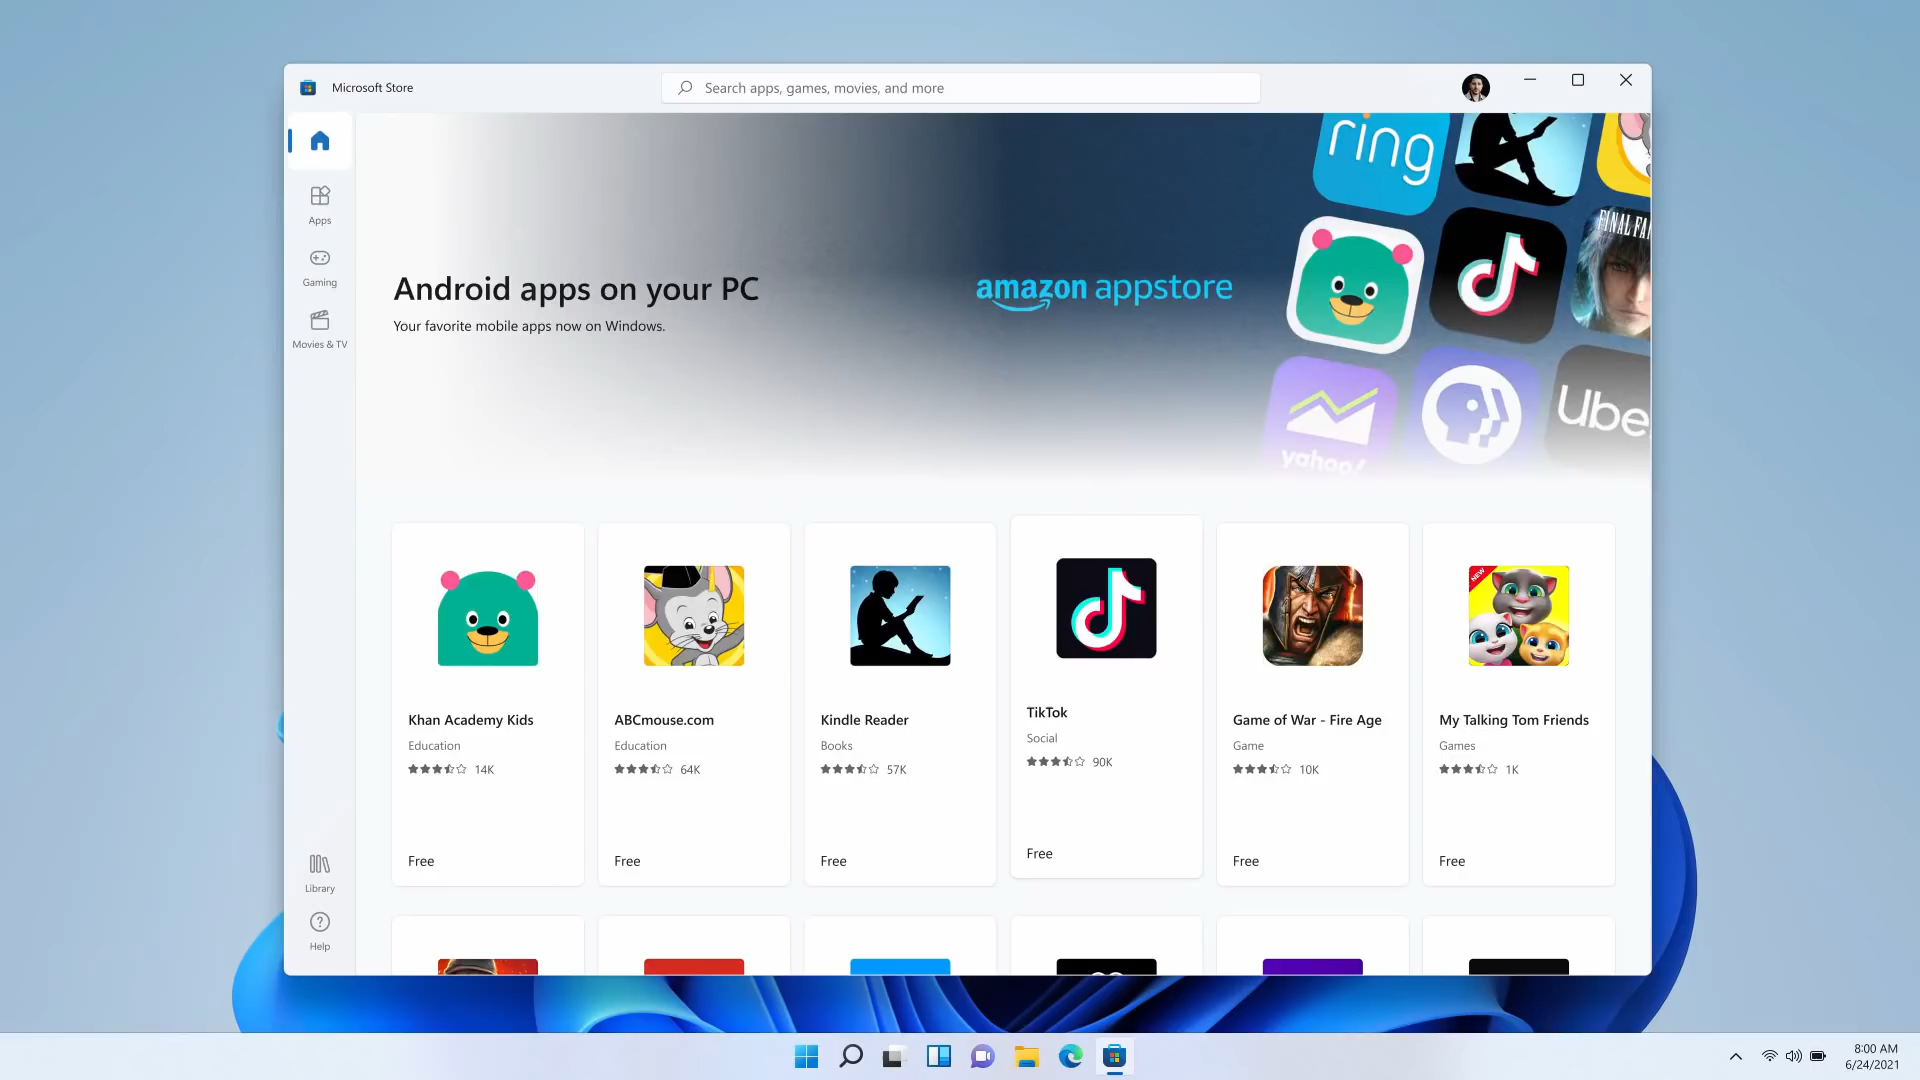 Microsoft Store
Search apps, games, movies, and more
Apps
Gaming
Movies & TV
Library
Help
Android apps on your PC
Your favorite mobile apps now on Windows.
amazon appstore
ring
FINAL FA
yahoo!
Ube
Khan Academy Kids
Education
14K
Free
ABCmouse.com
Education
64K
Free
Kindle Reader
Books
57K
Free
TikTok
Social
90K
Free
Game of War - Fire Age
Game
10K
Free
NEW
My Talking Tom Friends
Games
1K
Free
8:00 AM
6/24/2021